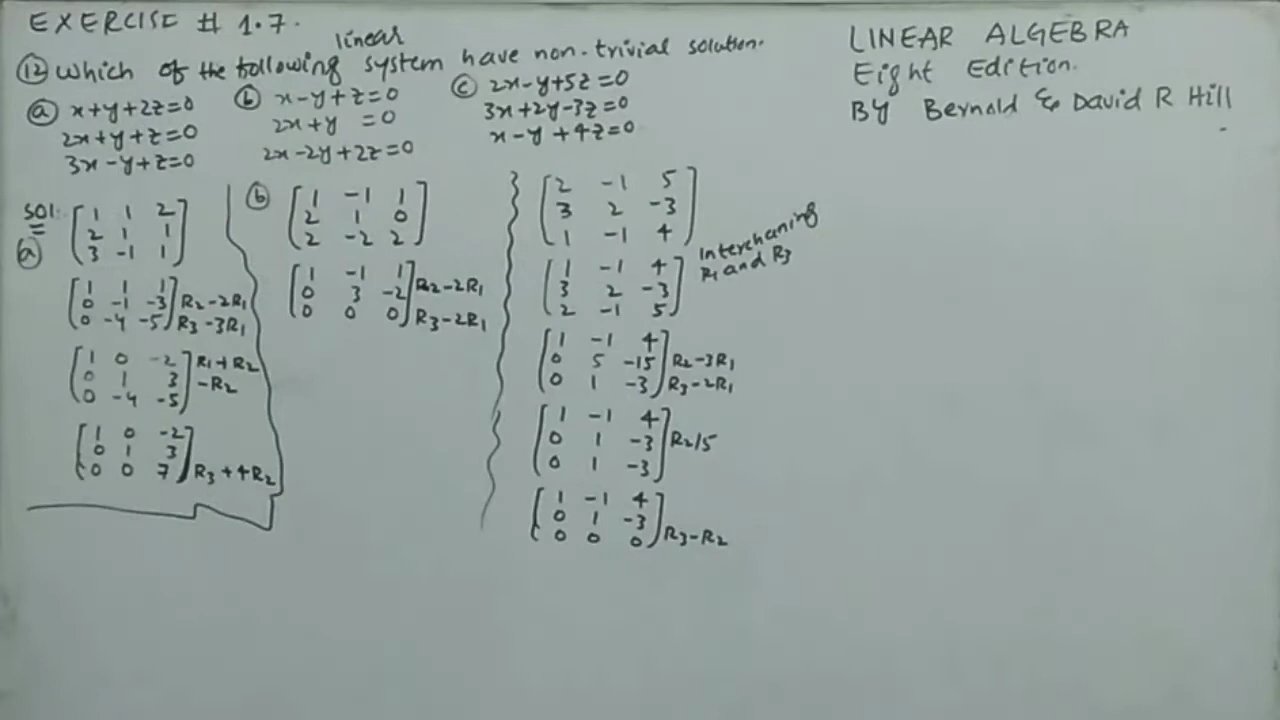 EXERCISE # 1.7.
linear
(12) Which of the following system have non-trivial solution.
(a) x+y+2z=0
2x+y+z=0
3x-y+z=0
(b) x-y+z=0
2x+y =0
2x-2y+2z=0
(c) 2x-y+5z=0
3x+2y-3z=0
x-y+4z=0
LINEAR ALGEBRA
Eight Edition.
By Bernold & David R Hill
SOl:
(a)
[1 1 2]
[2 1 1]
[3 -1 1]
[1 1 1]
[0 -1 -3] R2-2R1
[0 -4 -5] R3-3R1
[1 0 -2] R1+R2
[0 1 3] -R2
[0 -4 -5]
[1 0 -2]
[0 1 3]
[0 0 7] R3+4R2
(b)
[1 -1 1]
[2 1 0]
[2 -2 2]
[1 -1 1]
[0 3 -2] R2-2R1
[0 0 0] R3-2R1
[2 -1 5]
[3 2 -3]
[1 -1 4]
Interchaning
R1 and R3
[1 -1 4]
[3 2 -3]
[2 -1 5]
[1 -1 4]
[0 5 -15] R2-3R1
[0 1 -3] R3-2R1
[1 -1 4]
[0 1 -3] R2/5
[0 1 -3]
[1 -1 4]
[0 1 -3]
[0 0 0] R3-R2